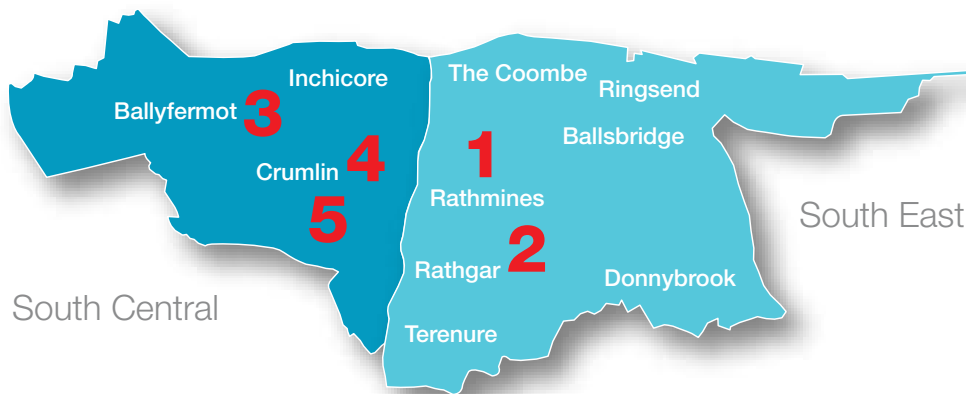 Inchicore
The Coombe
Ringsend
Ballyfermot 3
Ballsbridge
1
4
Crumlin
Rathmines
5
South East
2
Rathgar
Donnybrook
South Central
Terenure